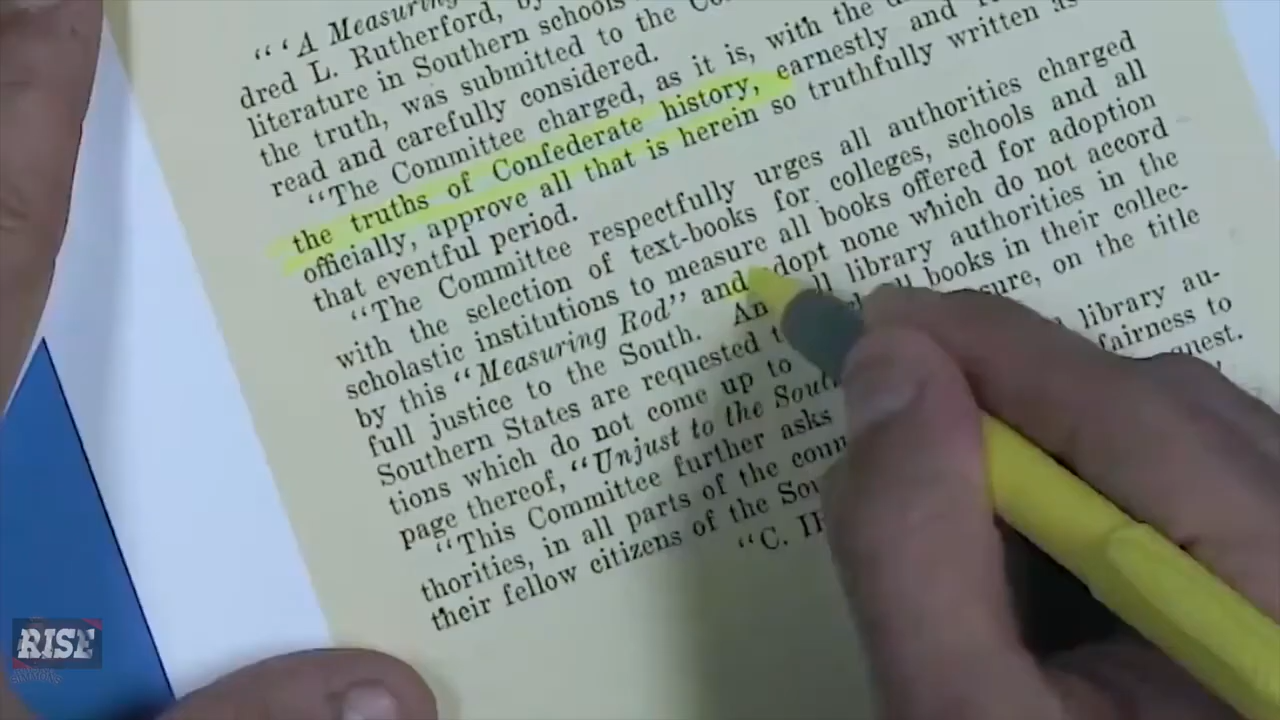 "'A Measuring
dred L. Rutherford,
literature in Southern schools
the truth, was submitted to the
read and carefully considered.
"The Committee charged, as it is, with the
the truths of Confederate history, earnestly and
officially, approve all that is herein so truthfully written
that eventful period.
"The Committee respectfully urges all authorities charged
with the selection of text-books for colleges, schools and all
scholastic institutions to measure all books offered for adoption
by this "Measuring Rod" and adopt none which do not accord
full justice to the South. And all library authorities in the
Southern States are requested books in their collec-
tions which do not come up to on the title
page thereof, "Unjust to the South
"This Committee further asks library au-
thorities, in all parts of the fairness to
their fellow citizens of the
"C.
RISE